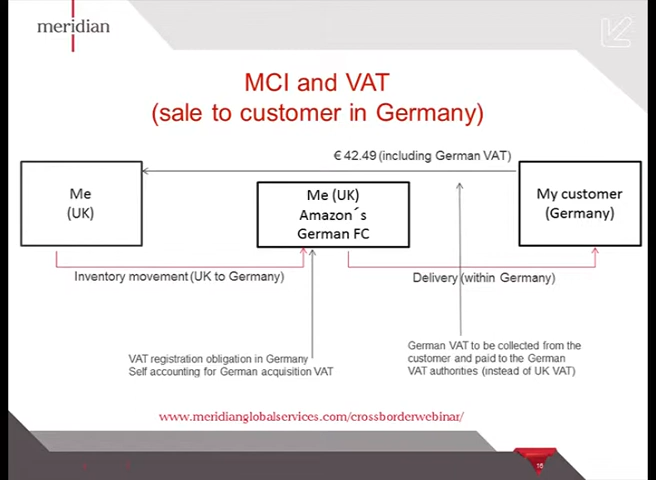 meridian
MCI and VAT
(sale to customer in Germany)
€ 42.49 (including German VAT)
Me
(UK)
Me (UK)
Amazon´s
German FC
My customer
(Germany)
Inventory movement (UK to Germany)
Delivery (within Germany)
VAT registration obligation in Germany
Self accounting for German acquisition VAT
German VAT to be collected from the
customer and paid to the German
VAT authorities (instead of UK VAT)
www.meridianglobalservices.com/crossborderwebinar/
16